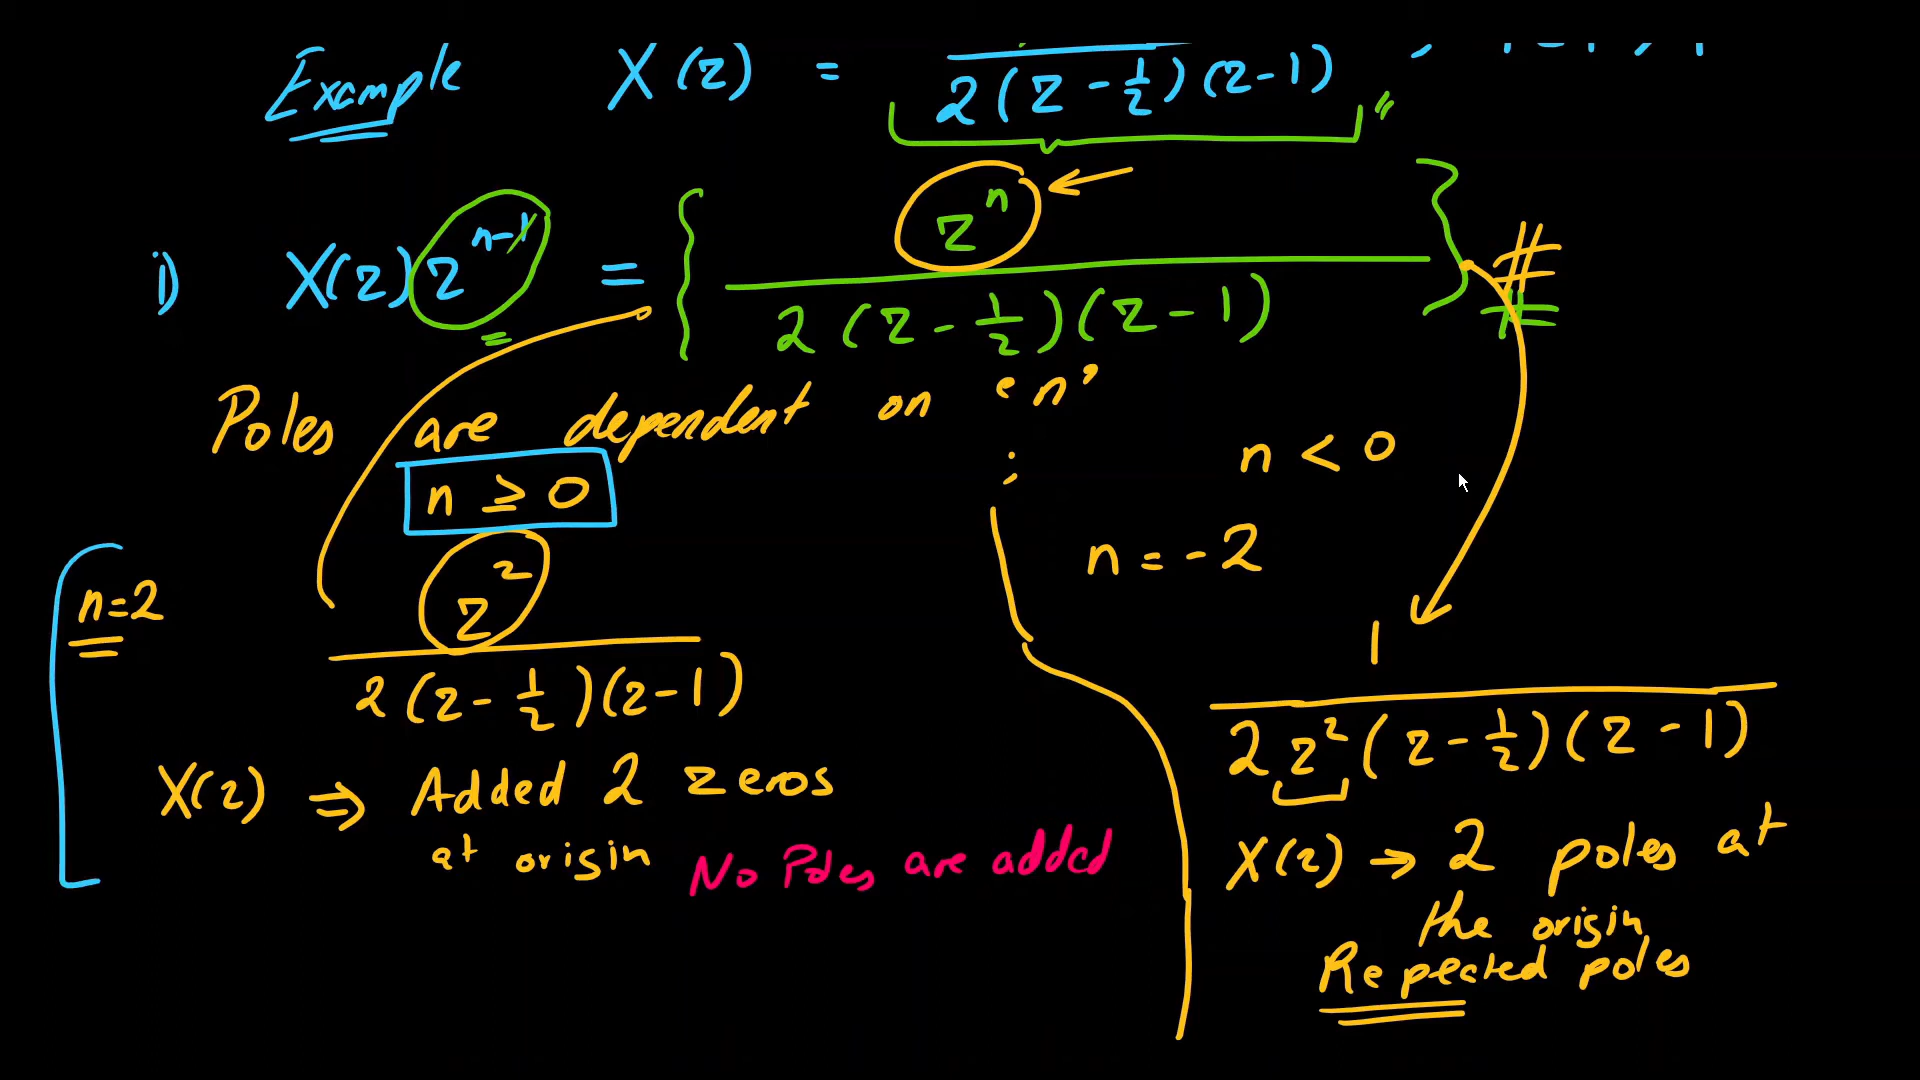 Example X(z) = 2(z - 1/2)(z-1)
i) X(z)z^(n-1) = { z^n / 2(z - 1/2)(z-1) }
Poles are dependent on 'n'
n ≥ 0 ; n < 0
n=2 z^2 / 2(z - 1/2)(z-1)
X(z) ⇒ Added 2 zeros
at origin No Poles are added
n = -2
1 / 2z^2(z - 1/2)(z - 1)
X(z) → 2 poles at
the origin
Repeated poles